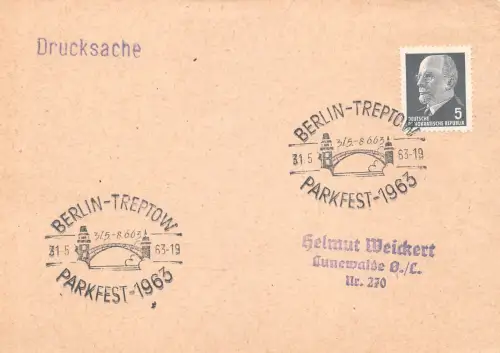 Drucksache
5
DEUTSCHE
DEMOKRATISCHE REPUBLIK
BERLIN-TREPTOW
31.5.-8.6.63
31.5 63-19
PARKFEST-1963
BERLIN-TREPTOW
31.5.-8.6.63
31-5 63-19
PARKFEST-1963
Helmut Weickert
Cunewalde O./L.
Nr. 270